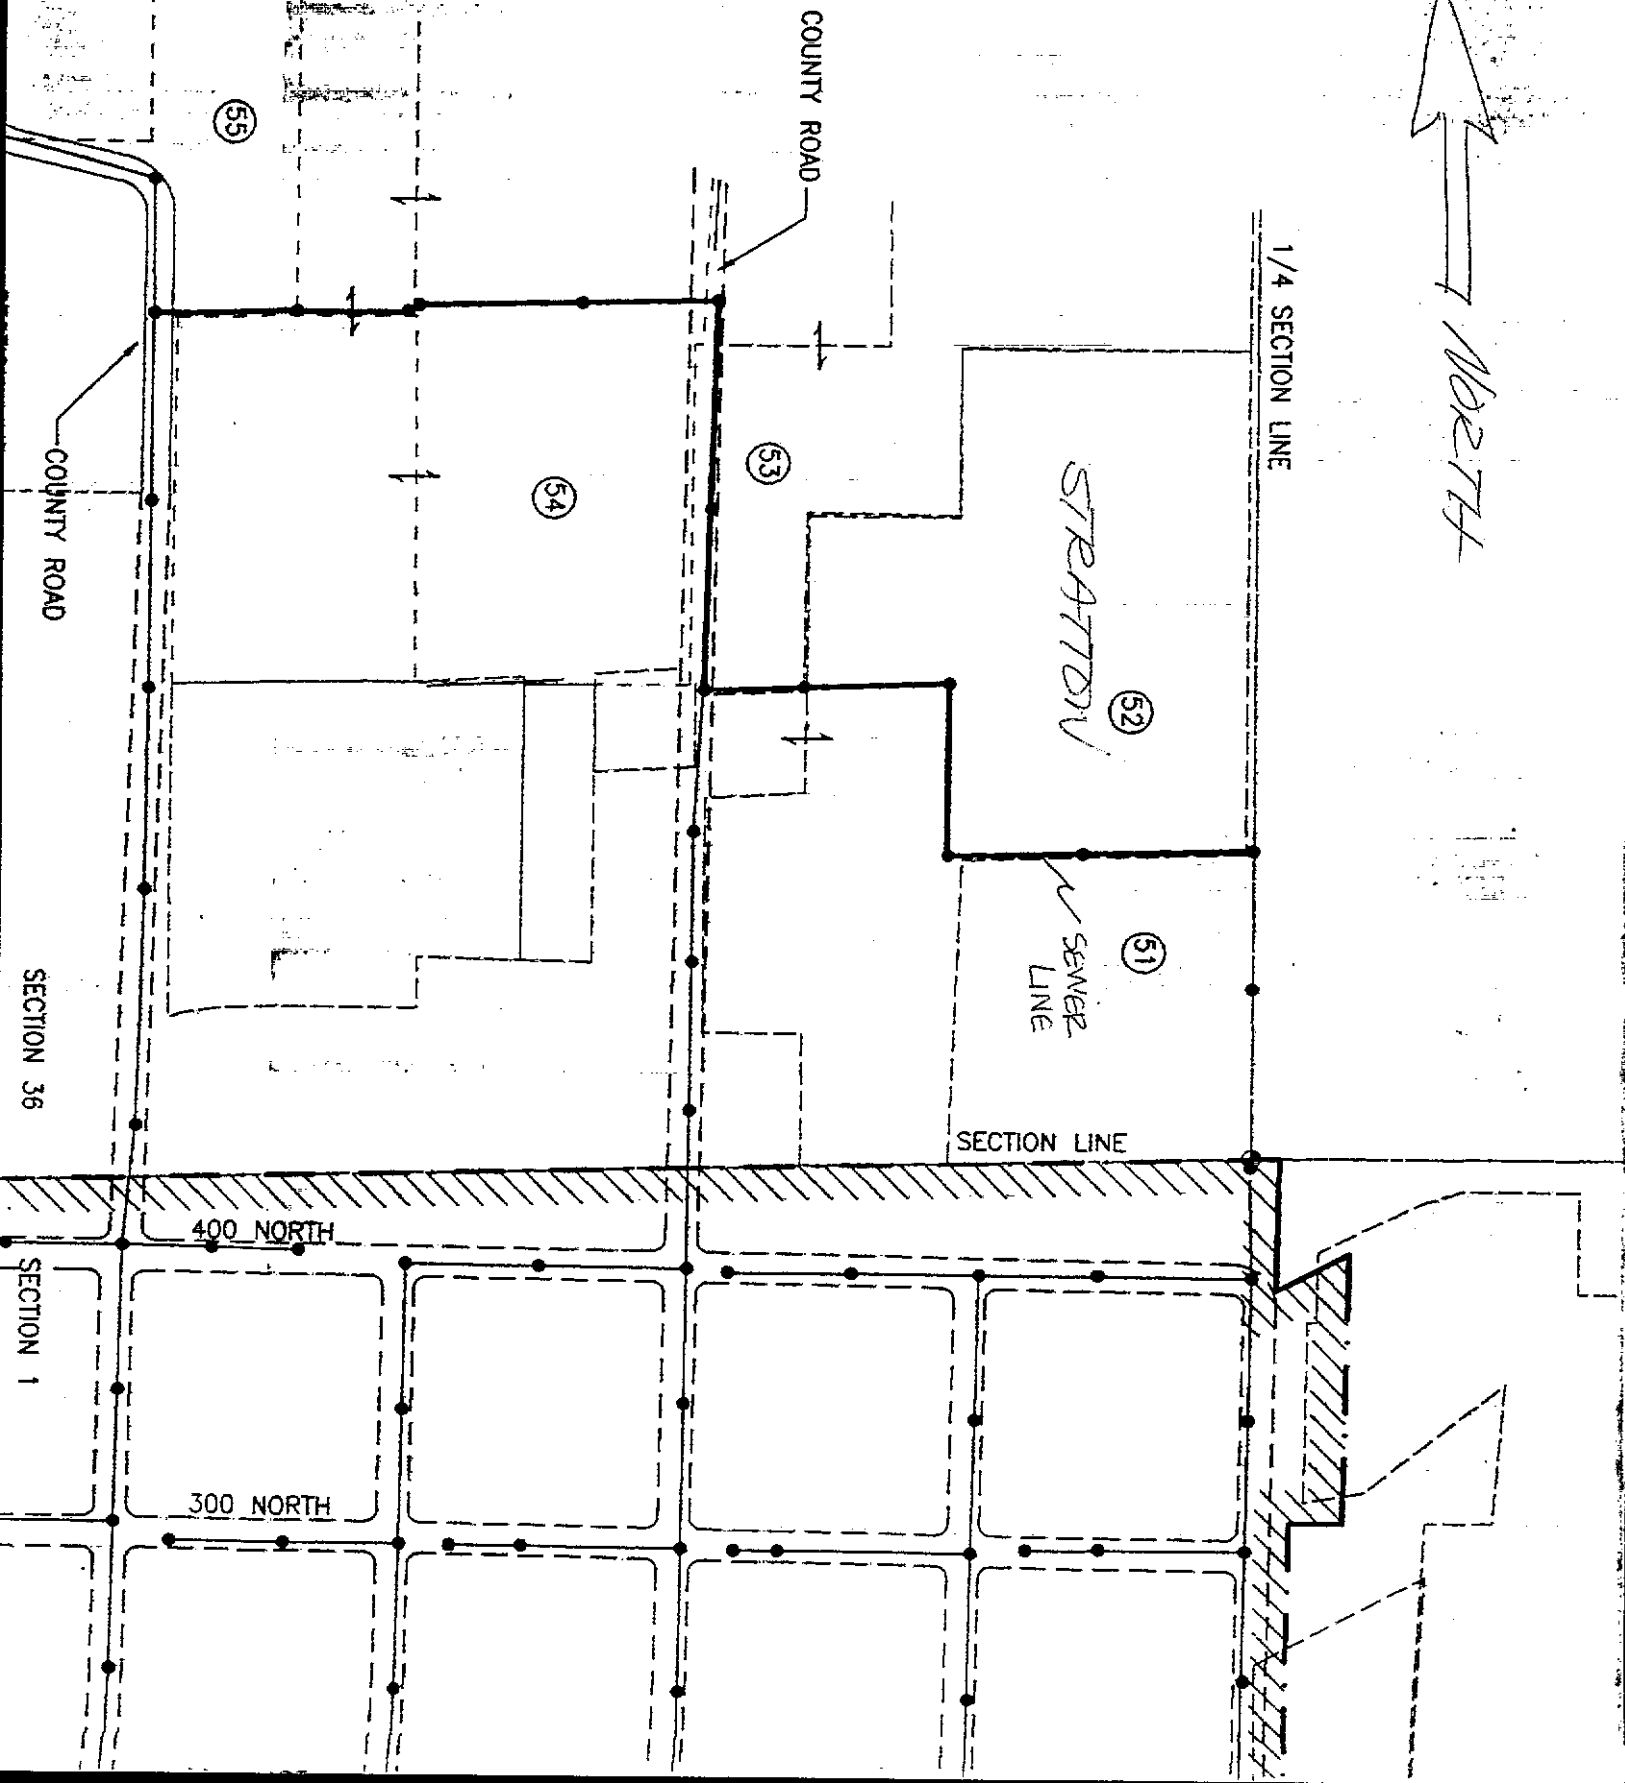 COUNTY ROAD
NORTH
1/4 SECTION LINE
55
53
54
STRATTON
52
COUNTY ROAD
51
SEWER
LINE
SECTION 36
SECTION LINE
400 NORTH
SECTION 1
300 NORTH